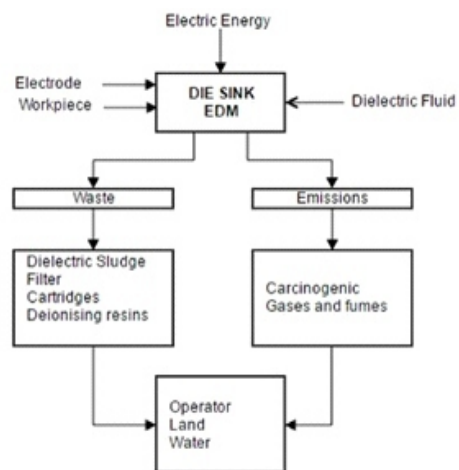 Electric Energy
Electrode
Workpiece
DIE SINK
EDM
Dielectric Fluid
Waste
Emissions
Dielectric Sludge
Filter
Cartridges
Deionising resins
Carcinogenic
Gases and fumes
Operator
Land
Water